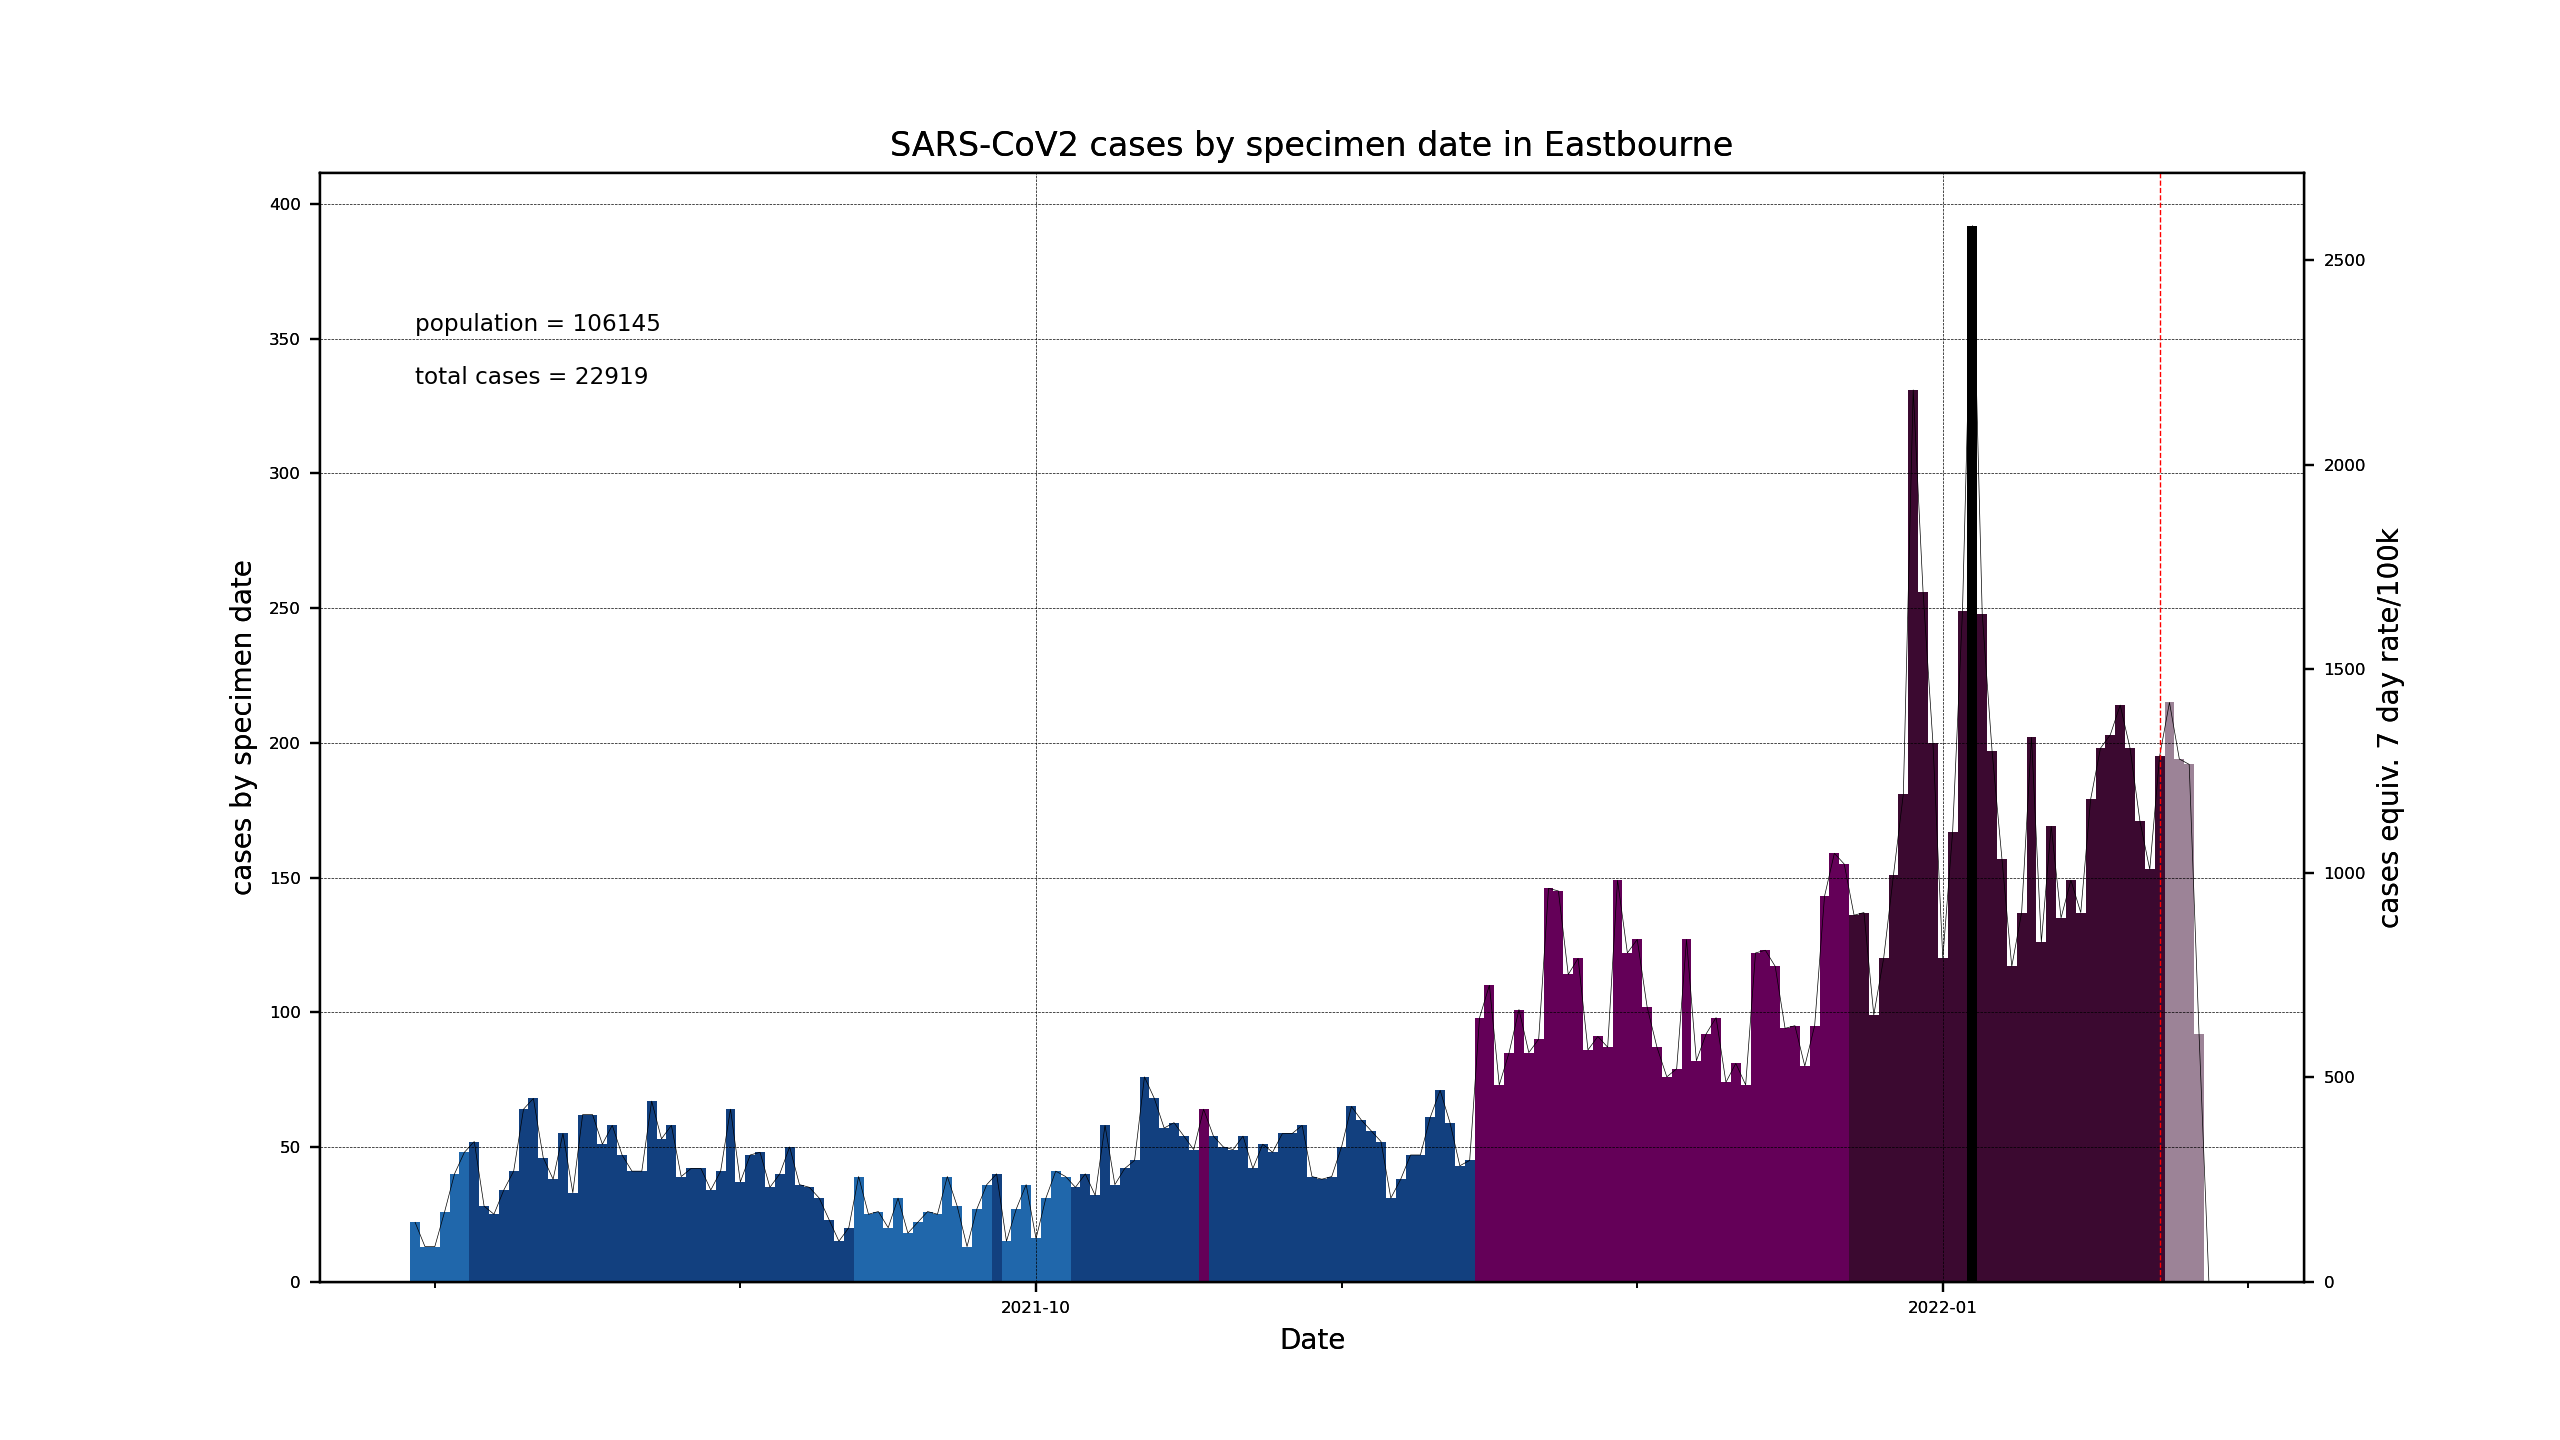 SARS-CoV2 cases by specimen date in Eastbourne
population = 106145
total cases = 22919
cases by specimen date
400
350
300
250
200
150
100
50
0
2500
2000
1500
1000
500
0
cases equiv. 7 day rate/100k
2021-10
2022-01
Date